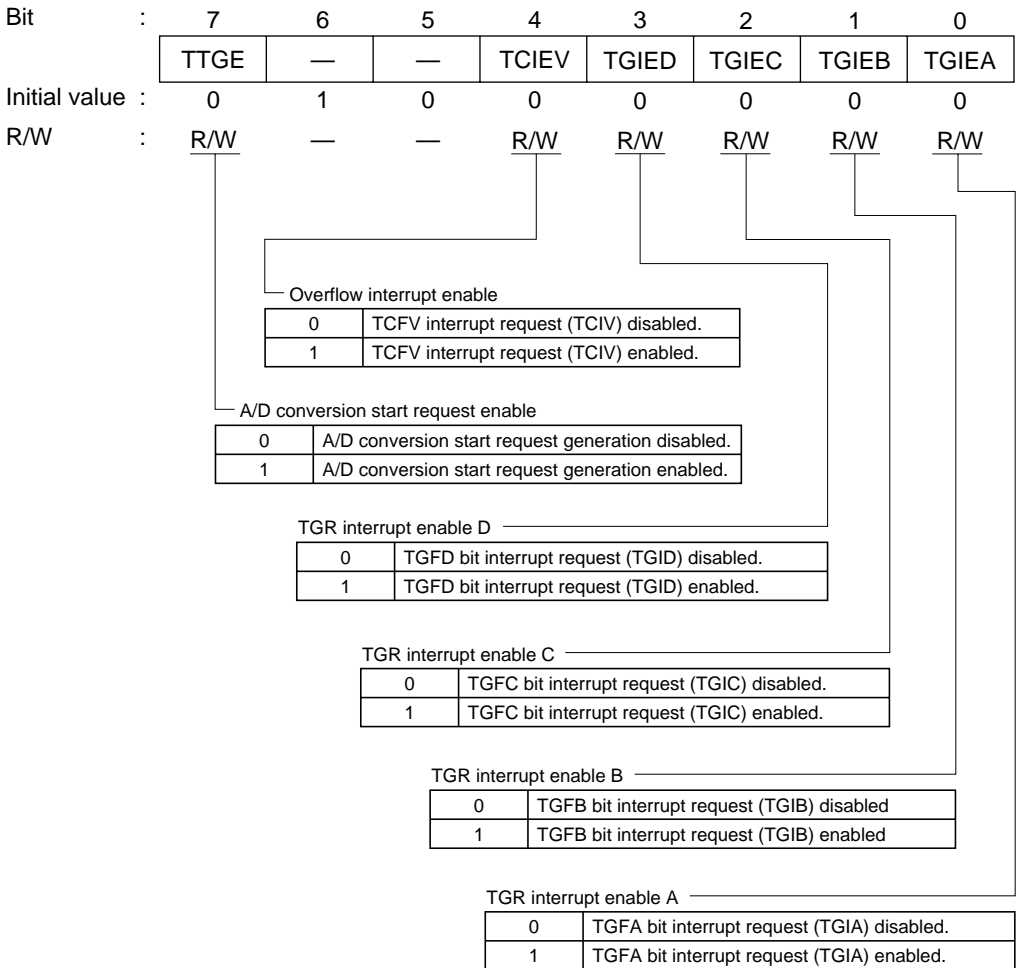 Bit : 7 6 5 4 3 2 1 0
TTGE — — TCIEV TGIED TGIEC TGIEB TGIEA
Initial value : 0 1 0 0 0 0 0 0
R/W : R/W — — R/W R/W R/W R/W R/W
Overflow interrupt enable
0 TCFV interrupt request (TCIV) disabled.
1 TCFV interrupt request (TCIV) enabled.
A/D conversion start request enable
0 A/D conversion start request generation disabled.
1 A/D conversion start request generation enabled.
TGR interrupt enable D
0 TGFD bit interrupt request (TGID) disabled.
1 TGFD bit interrupt request (TGID) enabled.
TGR interrupt enable C
0 TGFC bit interrupt request (TGIC) disabled.
1 TGFC bit interrupt request (TGIC) enabled.
TGR interrupt enable B
0 TGFB bit interrupt request (TGIB) disabled
1 TGFB bit interrupt request (TGIB) enabled
TGR interrupt enable A
0 TGFA bit interrupt request (TGIA) disabled.
1 TGFA bit interrupt request (TGIA) enabled.